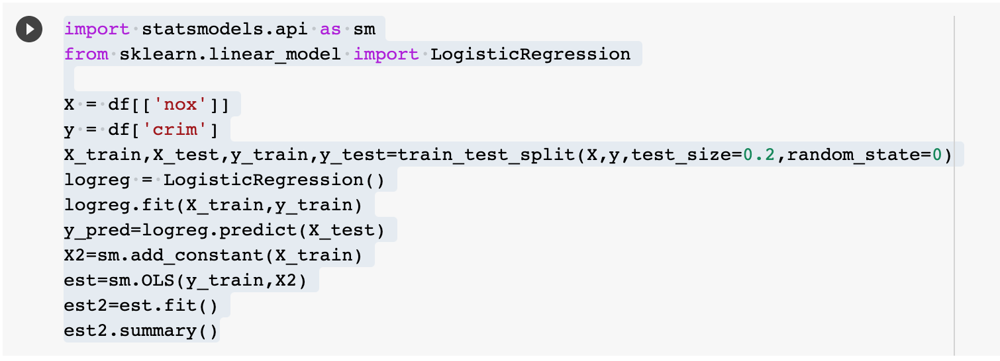 import statsmodels.api as sm
from sklearn.linear_model import LogisticRegression
X = df[['nox']]
y = df['crim']
X_train,X_test,y_train,y_test=train_test_split(X,y,test_size=0.2,random_state=0)
logreg = LogisticRegression()
logreg.fit(X_train,y_train)
y_pred=logreg.predict(X_test)
X2=sm.add_constant(X_train)
est=sm.OLS(y_train,X2)
est2=est.fit()
est2.summary()